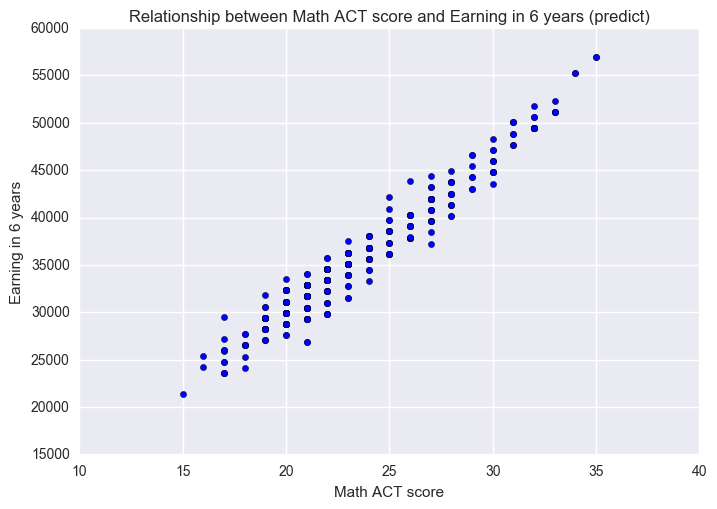 Relationship between Math ACT score and Earning in 6 years (predict)
60000
55000
50000
45000
40000
35000
30000
25000
20000
15000
Earning in 6 years
10 15 20 25 30 35 40
Math ACT score